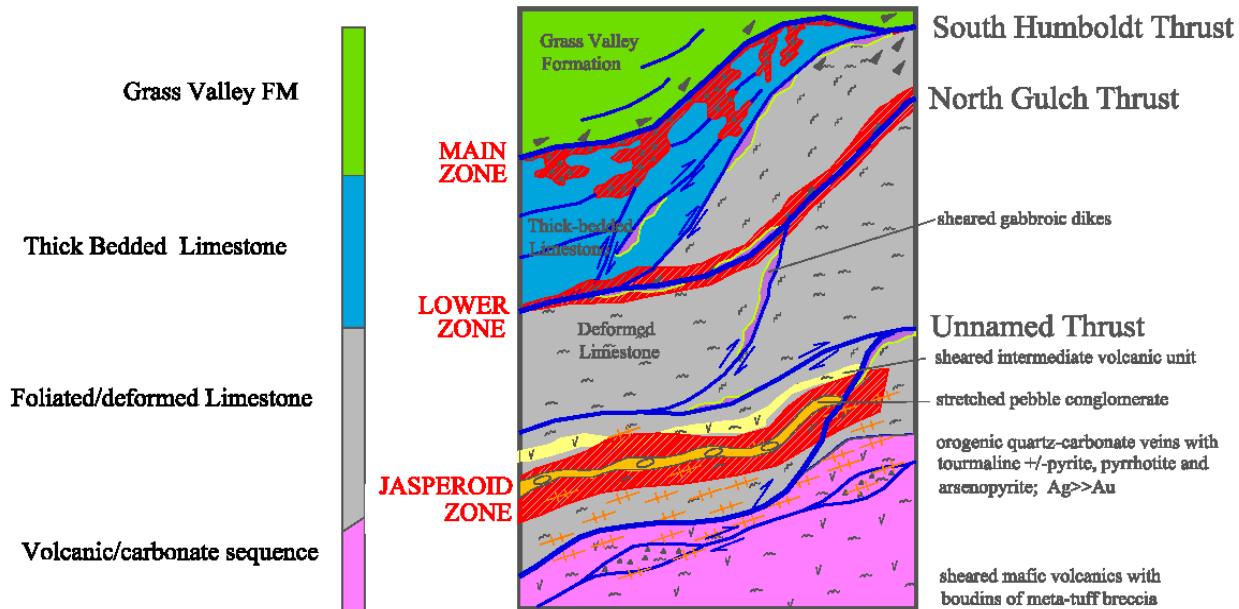 Grass Valley FM
Thick Bedded Limestone
Foliated/deformed Limestone
Volcanic/carbonate sequence
MAIN
ZONE
LOWER
ZONE
JASPEROID
ZONE
Grass Valley
Formation
Thick-bedded
Limestone
Deformed
Limestone
South Humboldt Thrust
North Gulch Thrust
sheared gabbroic dikes
Unnamed Thrust
sheared intermediate volcanic unit
stretched pebble conglomerate
orogenic quartz-carbonate veins with
tourmaline +/-pyrite, pyrrhotite and
arsenopyrite; Ag>>Au
sheared mafic volcanics with
boudins of meta-tuff breccia